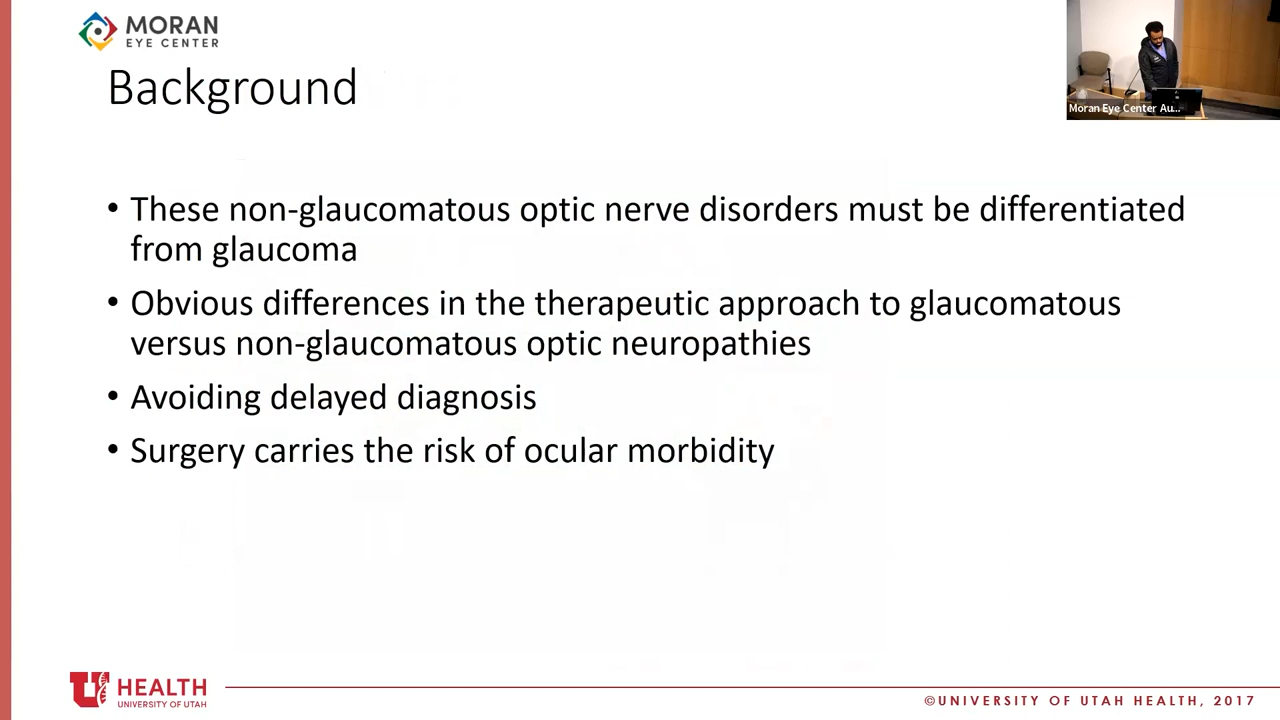 MORAN
EYE CENTER
Background
Moran Eye Center Au...
• These non-glaucomatous optic nerve disorders must be differentiated
from glaucoma
• Obvious differences in the therapeutic approach to glaucomatous
versus non-glaucomatous optic neuropathies
• Avoiding delayed diagnosis
• Surgery carries the risk of ocular morbidity
U HEALTH
UNIVERSITY OF UTAH
©UNIVERSITY OF UTAH HEALTH, 2017